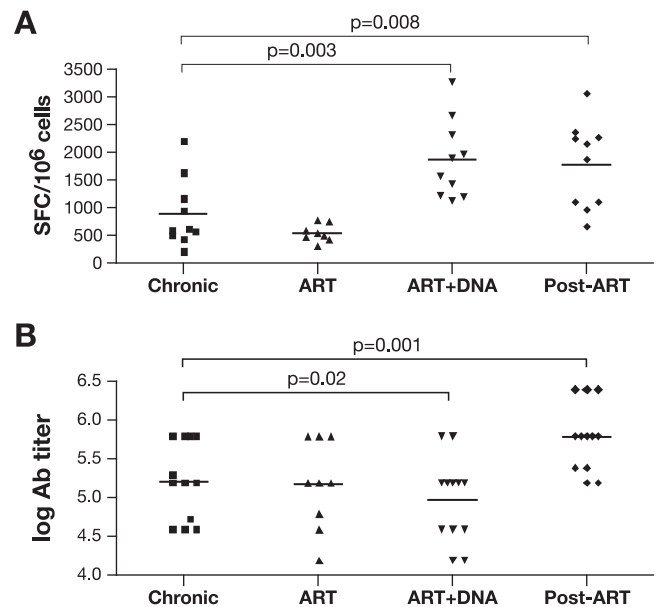 A
p=0.008
p=0.003
SFC/10⁶ cells
3500
3000
2500
2000
1500
1000
500
0
Chronic ART ART+DNA Post-ART
B
p=0.001
p=0.02
log Ab titer
6.5
6.0
5.5
5.0
4.5
4.0
Chronic ART ART+DNA Post-ART